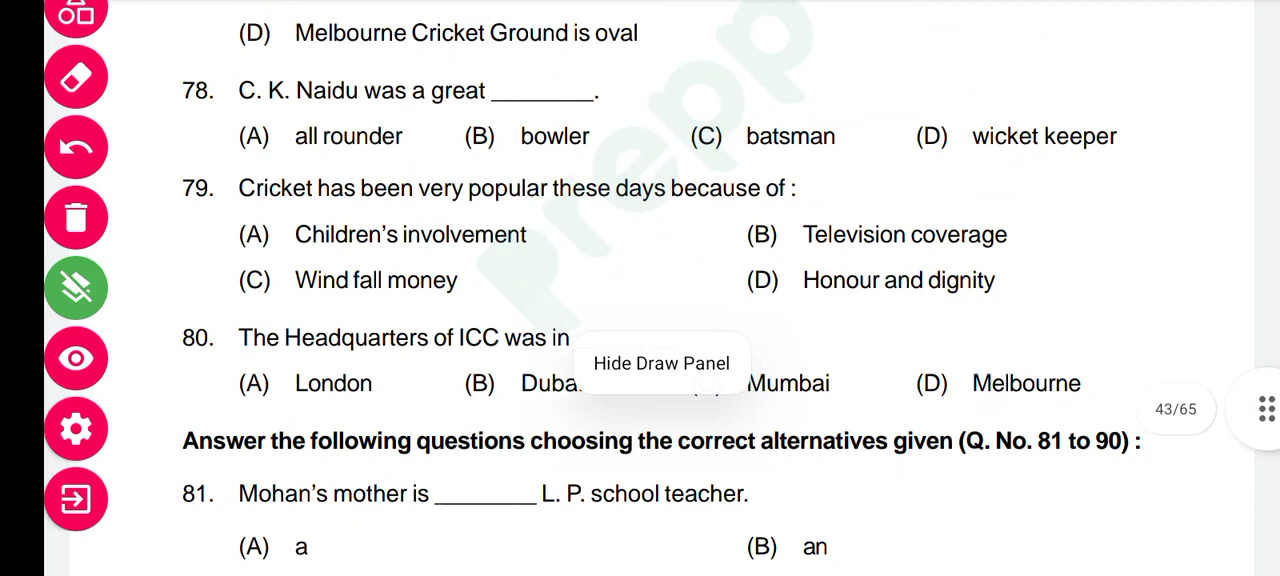 (D) Melbourne Cricket Ground is oval
78. C. K. Naidu was a great ________.
(A) all rounder (B) bowler (C) batsman (D) wicket keeper
79. Cricket has been very popular these days because of :
(A) Children's involvement (B) Television coverage
(C) Wind fall money (D) Honour and dignity
80. The Headquarters of ICC was in
Hide Draw Panel
(A) London (B) Mumbai (D) Melbourne
43/65
Answer the following questions choosing the correct alternatives given (Q. No. 81 to 90) :
81. Mohan's mother is ________ L. P. school teacher.
(A) a (B) an
prepp